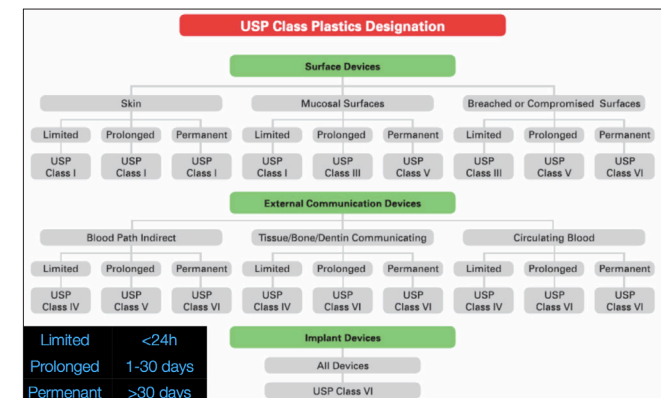 USP Class Plastics Designation
Surface Devices
Skin Mucosal Surfaces Breached or Compromised Surfaces
Limited Prolonged Permanent Limited Prolonged Permanent Limited Prolonged Permanent
USP USP USP USP USP USP USP USP USP
Class I Class I Class I Class I Class III Class V Class III Class V Class VI
External Communication Devices
Blood Path Indirect Tissue/Bone/Dentin Communicating Circulating Blood
Limited Prolonged Permanent Limited Prolonged Permanent Limited Prolonged Permanent
USP USP USP USP USP USP USP USP USP
Class IV Class V Class VI Class IV Class VI Class VI Class IV Class VI Class VI
Implant Devices
Limited <24h
All Devices
Prolonged 1-30 days
USP Class VI
Permenant >30 days